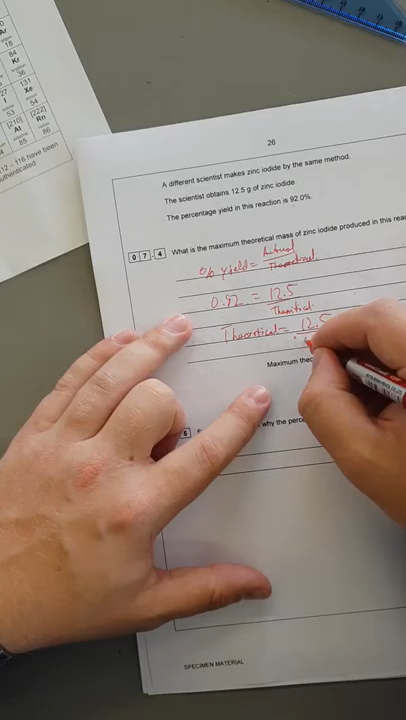 Ar
18
84
Kr
36
127
I
53
131
Xe
54
[210]
At
85
[222]
Rn
86
112 – 116 have been
authenticated
26
A different scientist makes zinc iodide by the same method.
The scientist obtains 12.5 g of zinc iodide.
The percentage yield in this reaction is 92.0%.
0 7 . 4 What is the maximum theoretical mass of zinc iodide produced in this
% yield = Actual
Theoretical
0.92 = 12.5
Theoretical
Theoretical = 12.5
Maximum
5 why the
SPECIMEN MATERIAL